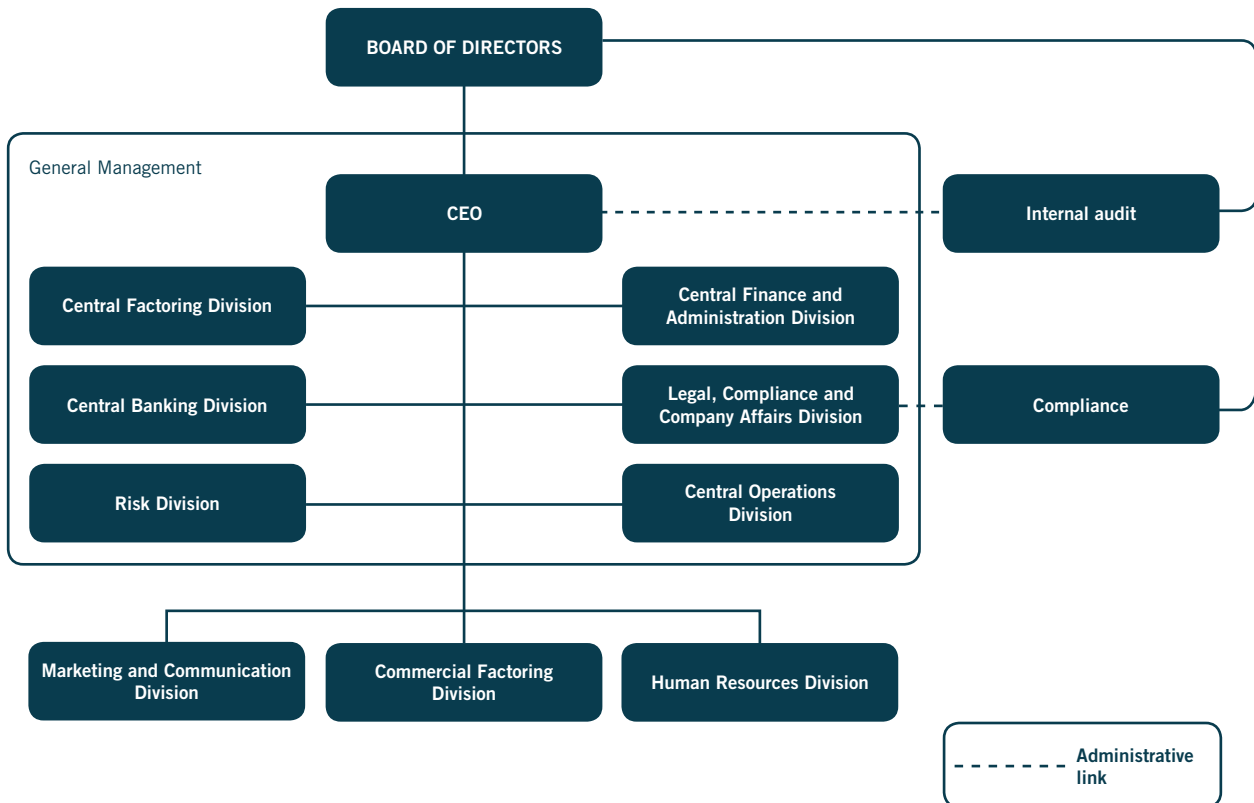 BOARD OF DIRECTORS
General Management
CEO
Internal audit
Central Factoring Division
Central Finance and
Administration Division
Central Banking Division
Legal, Compliance and
Company Affairs Division
Compliance
Risk Division
Central Operations
Division
Marketing and Communication
Division
Commercial Factoring
Division
Human Resources Division
Administrative
link